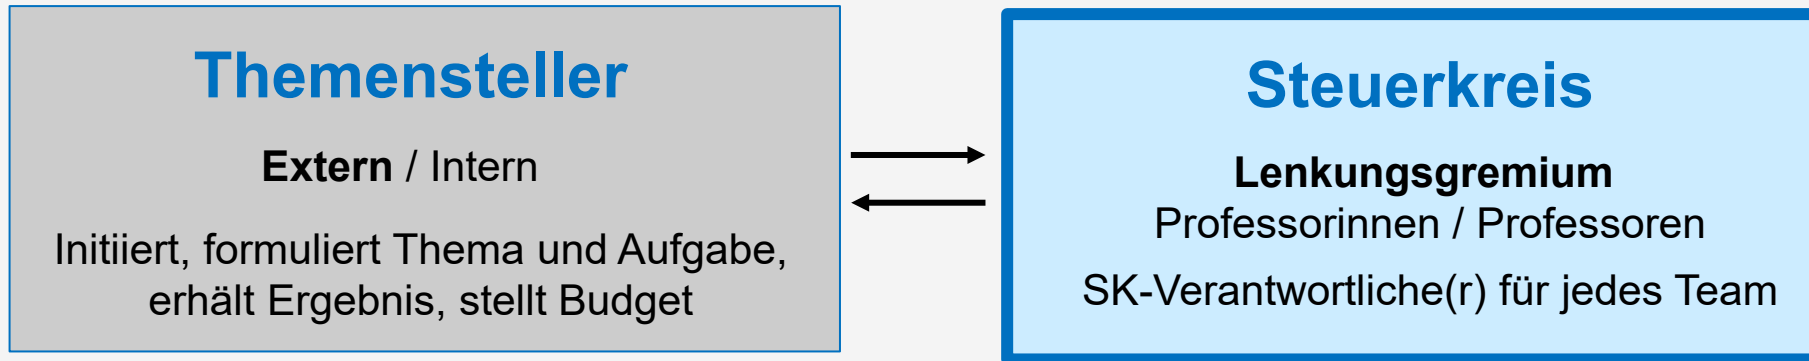 Themensteller
Extern / Intern
Initiiert, formuliert Thema und Aufgabe,
erhält Ergebnis, stellt Budget
Steuerkreis
Lenkungsgremium
Professorinnen / Professoren
SK-Verantwortliche(r) für jedes Team